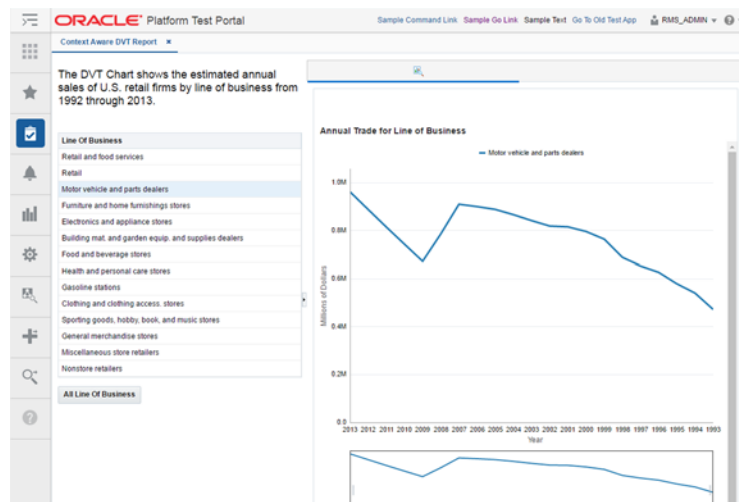 ORACLE Platform Test Portal
Sample Command Link Sample Go Link Sample Text Go To Old Test App RMS_ADMIN
Context Aware DVT Report ×
The DVT Chart shows the estimated annual
sales of U.S. retail firms by line of business from
1992 through 2013.
Line Of Business
Retail and food services
Retail
Motor vehicle and parts dealers
Furniture and home furnishings stores
Electronics and appliance stores
Building mat. and garden equip. and supplies dealers
Food and beverage stores
Health and personal care stores
Gasoline stations
Clothing and clothing access. stores
Sporting goods, hobby, book, and music stores
General merchandise stores
Miscellaneous store retailers
Nonstore retailers
All Line Of Business
Annual Trade for Line of Business
Motor vehicle and parts dealers
1.0M
0.8M
0.6M
0.4M
0.2M
0.0
Millions of Dollars
2013 2012 2011 2010 2009 2008 2007 2006 2005 2004 2003 2002 2001 2000 1999 1998 1997 1996 1995 1994 1993
Year